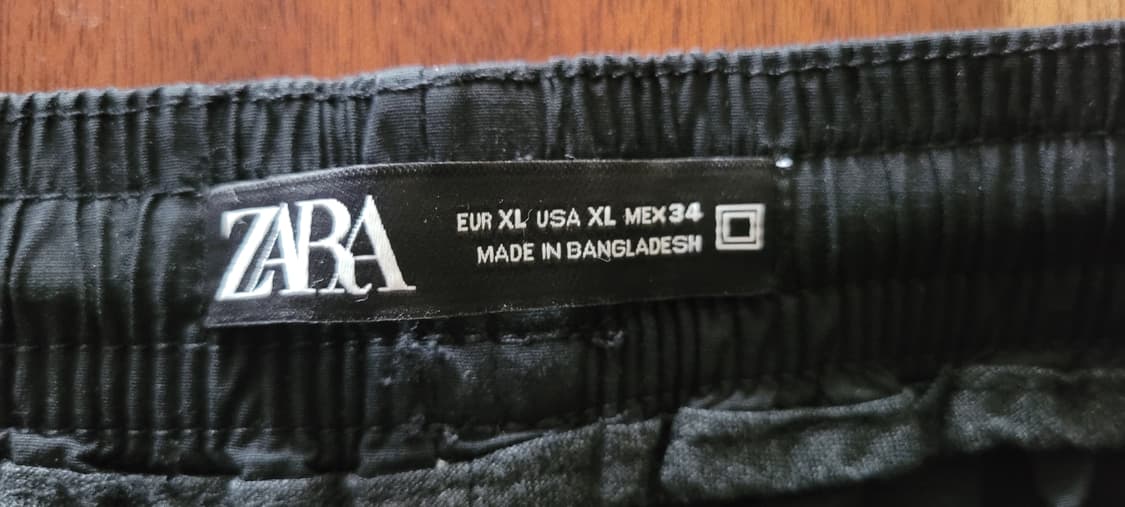 ZARA
EUR XL USA XL MEX 34
MADE IN BANGLADESH